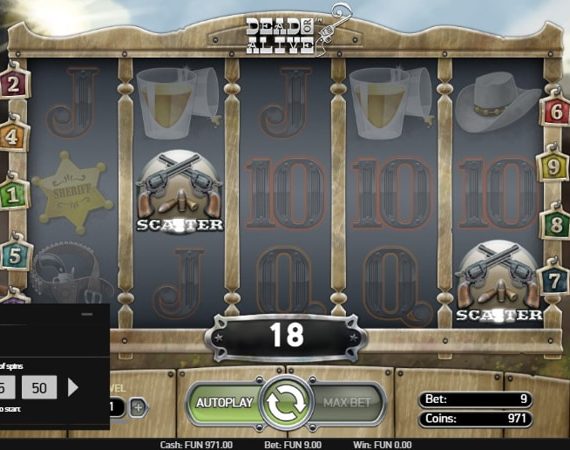 DEAD OR
ALIVE
2
J
J
4
SHERIFF
SCATTER
10
10
10
6
9
1
8
5
J
Q
Q
SCATTER
7
18
of spins
50
to start
1
AUTOPLAY
MAX BET
Bet: 9
Coins: 971
Cash: FUN 971.00 Bet: FUN 9.00 Win: FUN 0.00